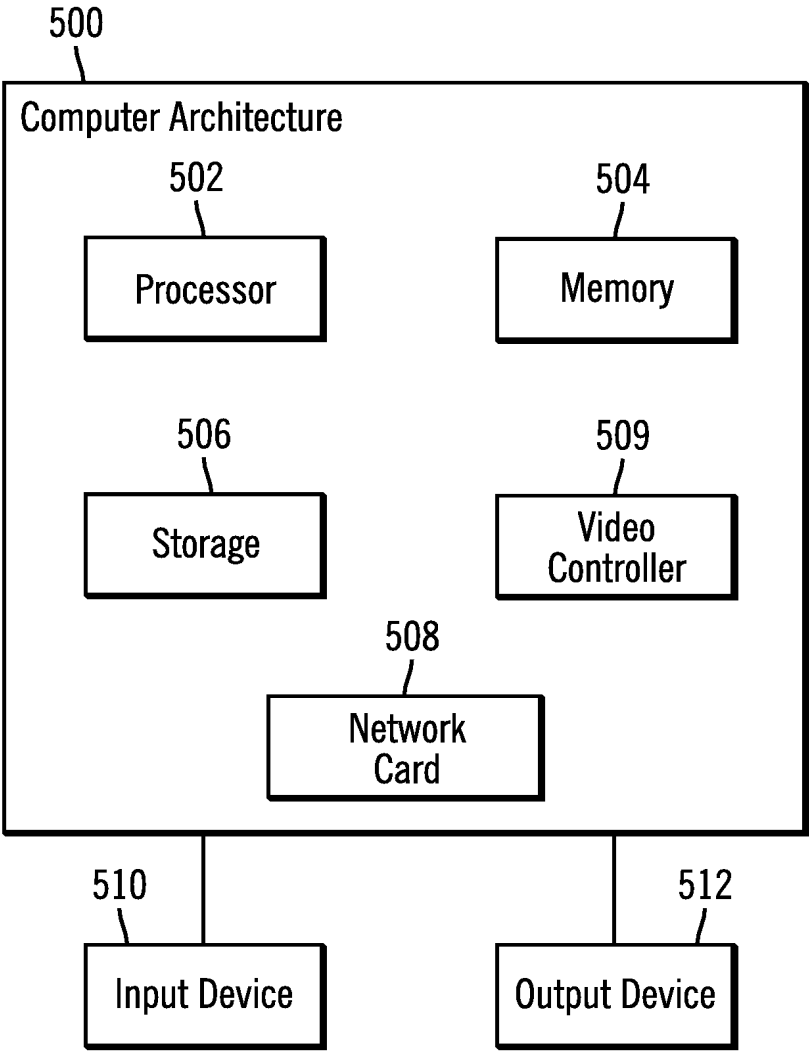 500
Computer Architecture
502
504
Processor
Memory
506
509
Storage
Video
Controller
508
Network
Card
510
512
Input Device
Output Device